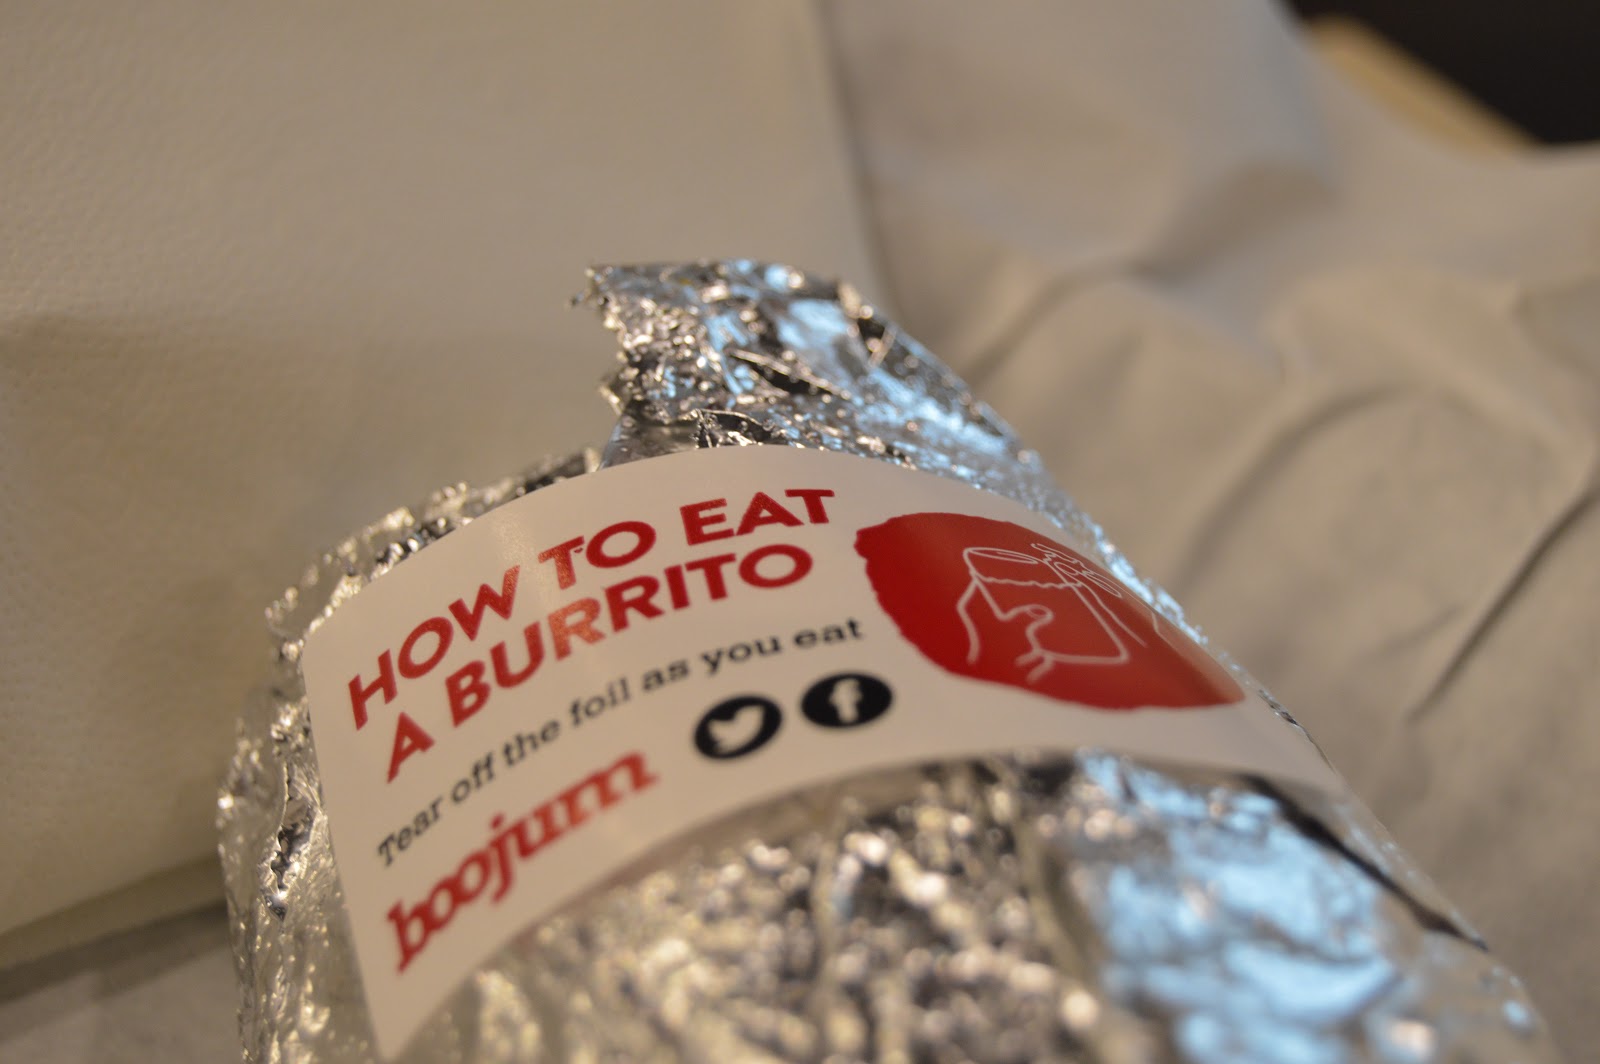 HOW TO EAT
A BURRITO
Tear off the foil as you eat
boojum